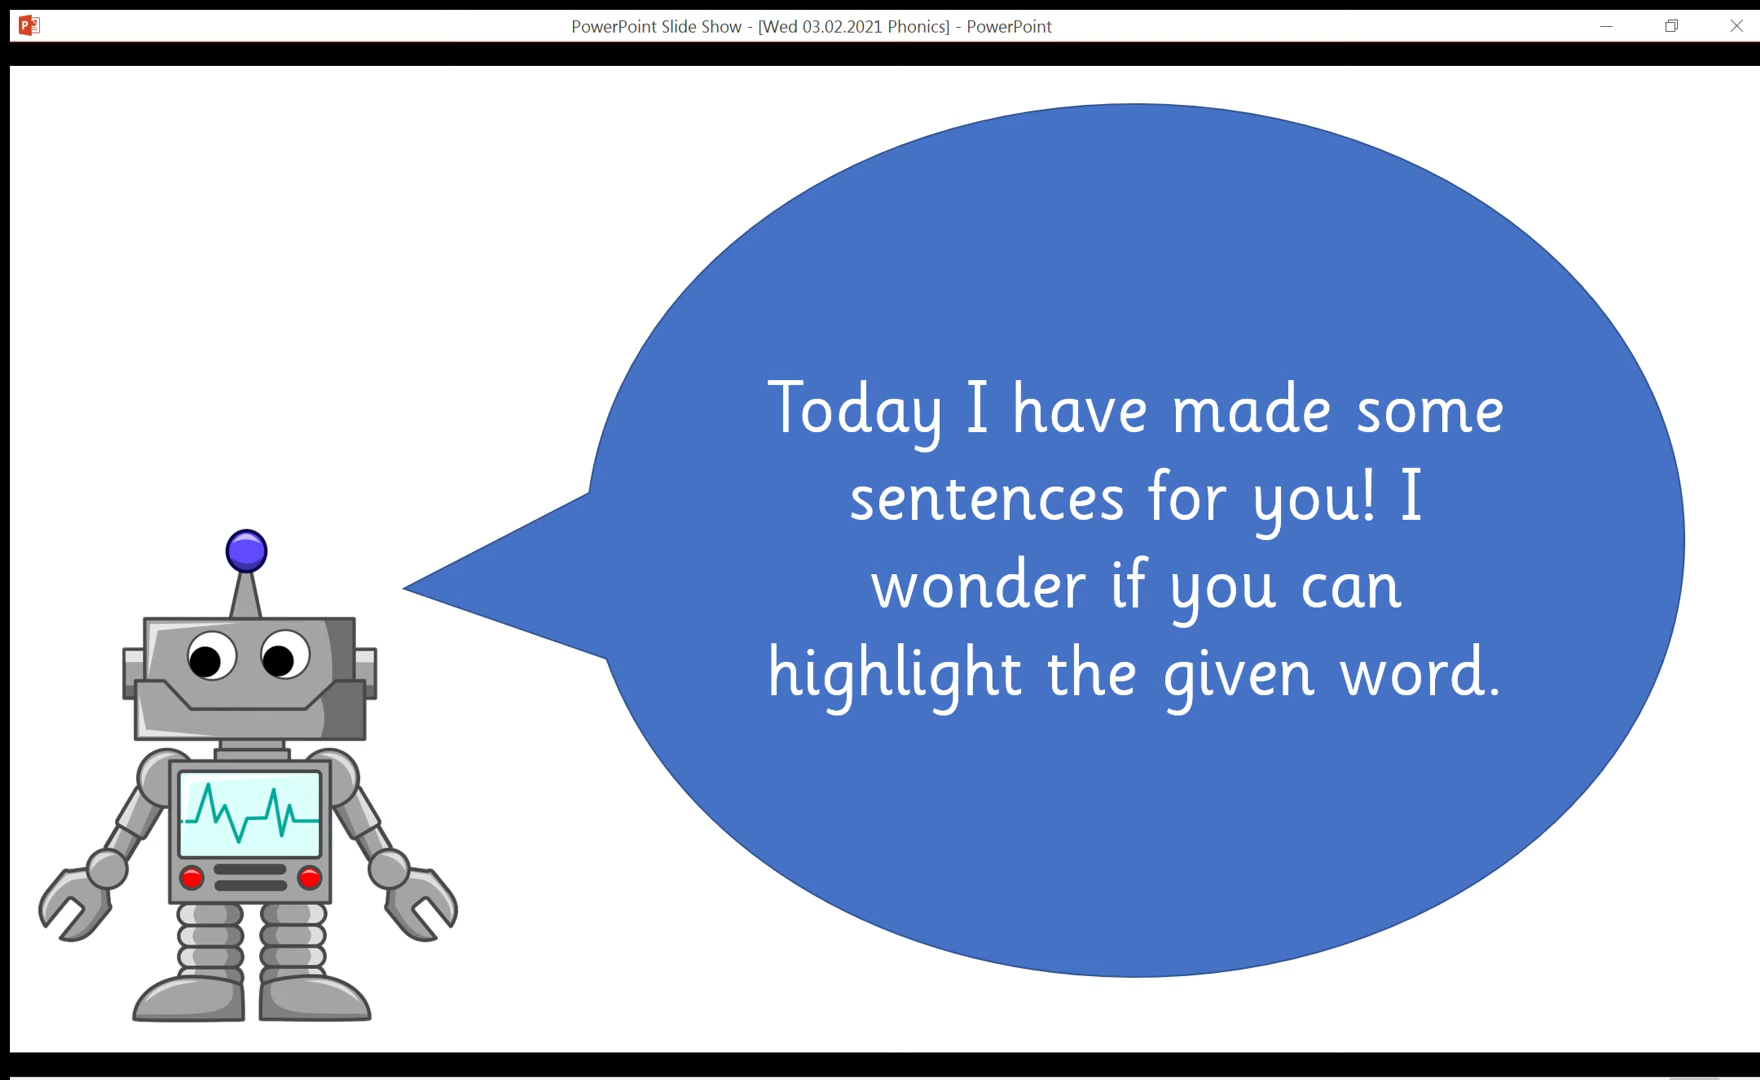 PowerPoint Slide Show - [Wed 03.02.2021 Phonics] - PowerPoint
Today I have made some
sentences for you! I
wonder if you can
highlight the given word.